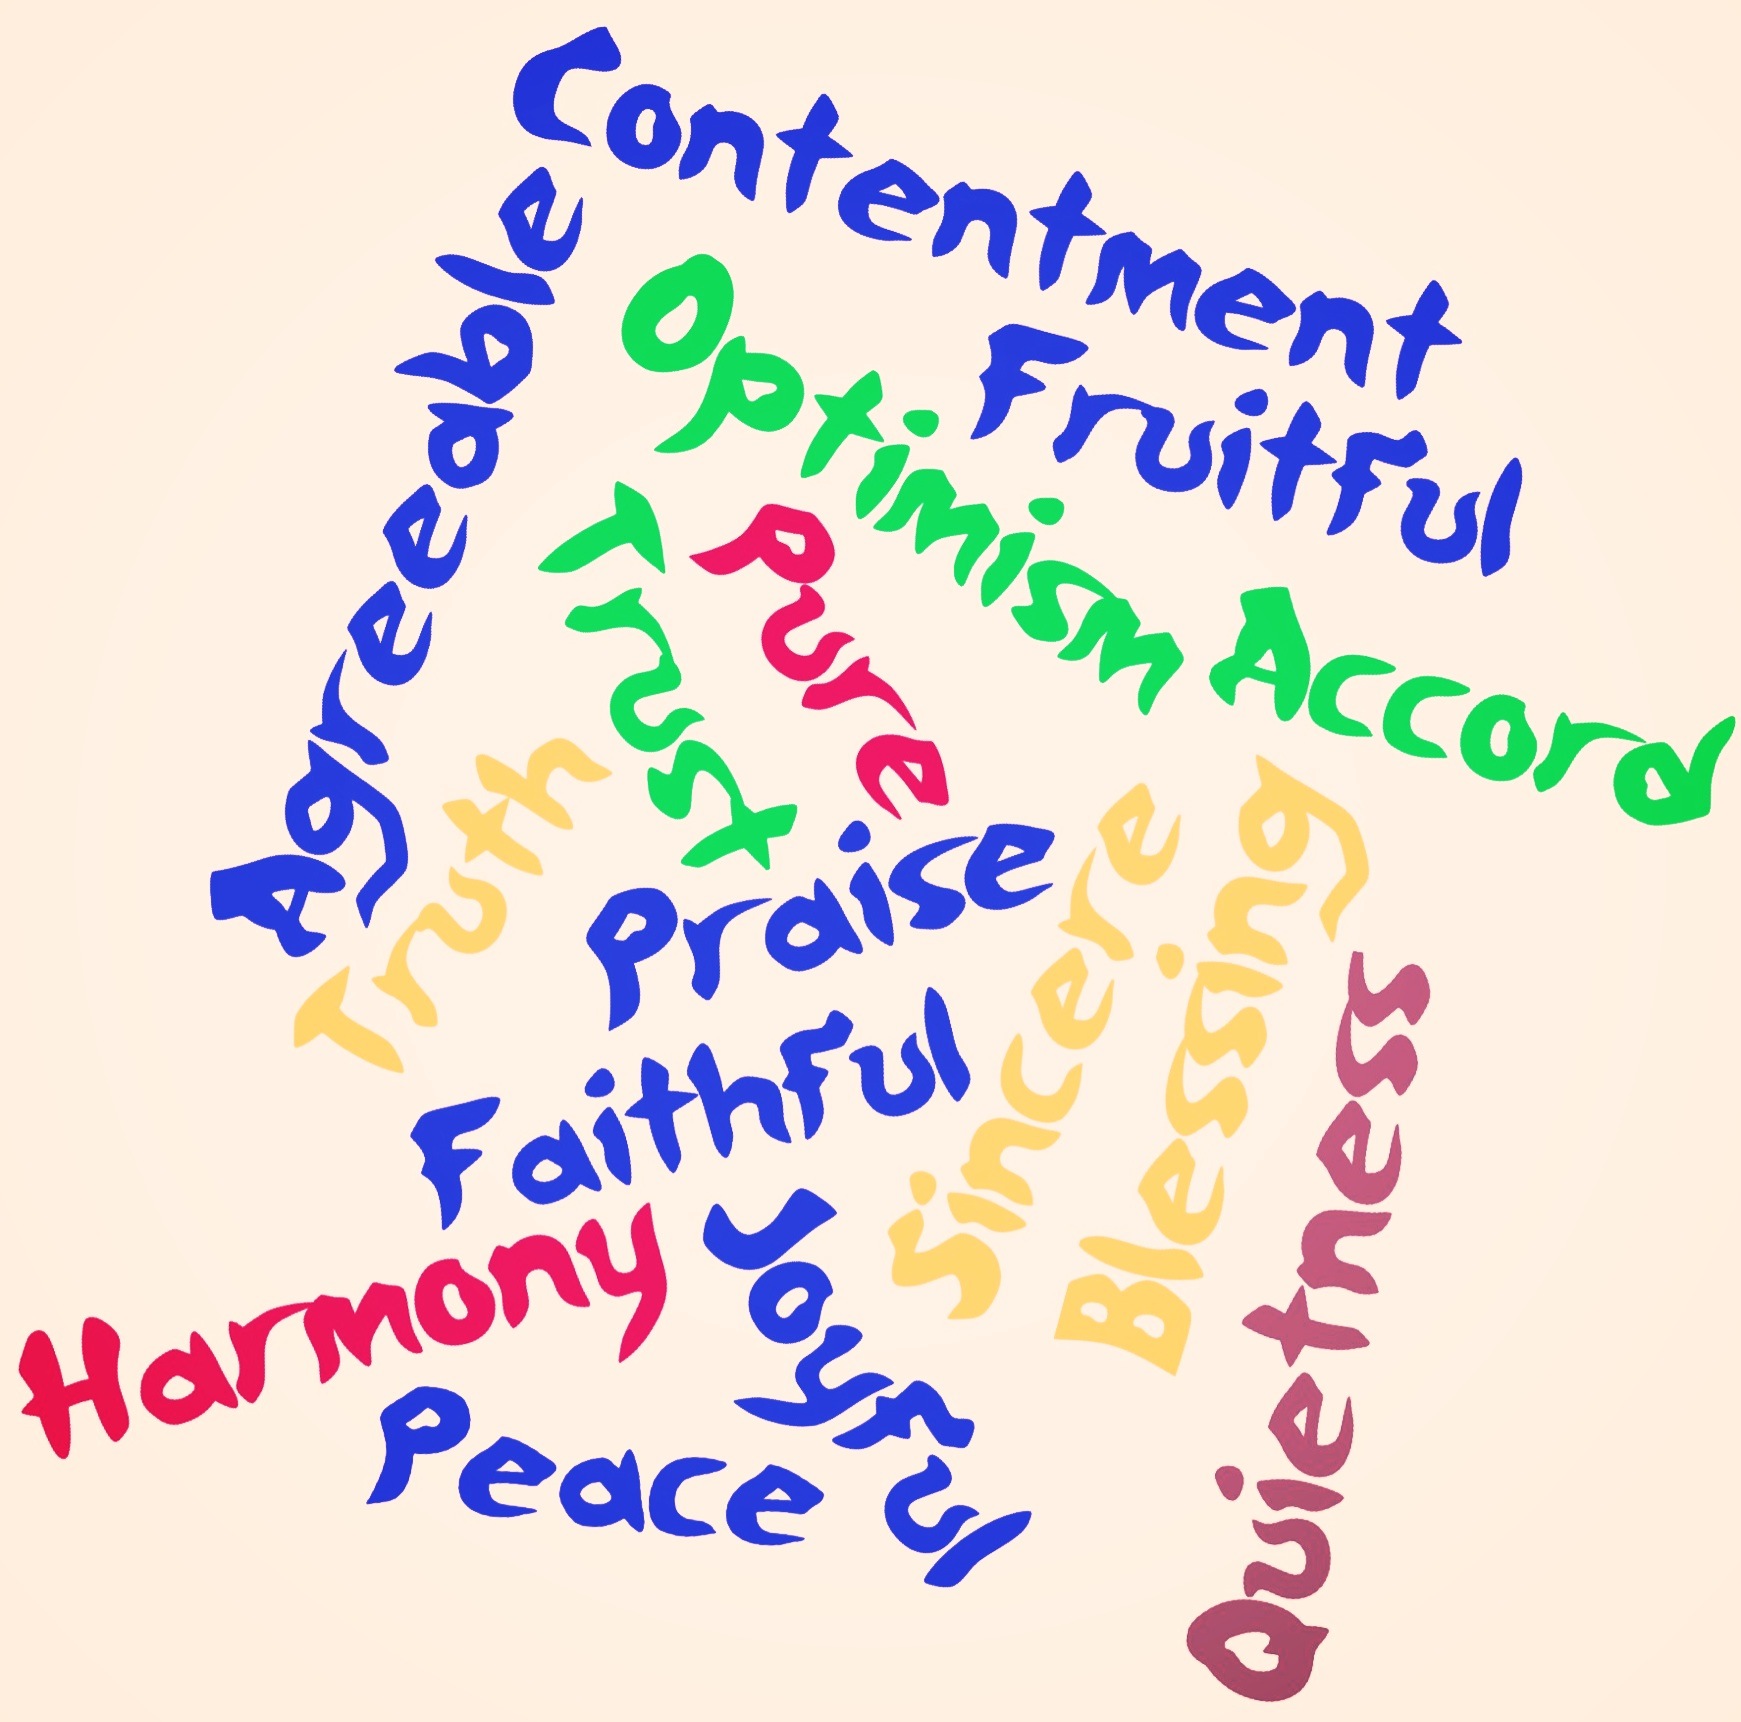 Contentment
Agreeable
Optimism
Fruitful
Trust
Pure
Accord
Truth
Praise
Sincere
Blessing
Faithful
Quietness
Harmony
Joyful
Peace